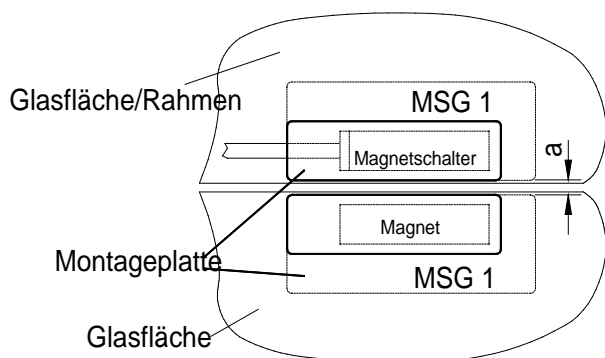 Glasfläche/Rahmen
MSG 1
Magnetschalter
a
Magnet
Montageplatte
MSG 1
Glasfläche